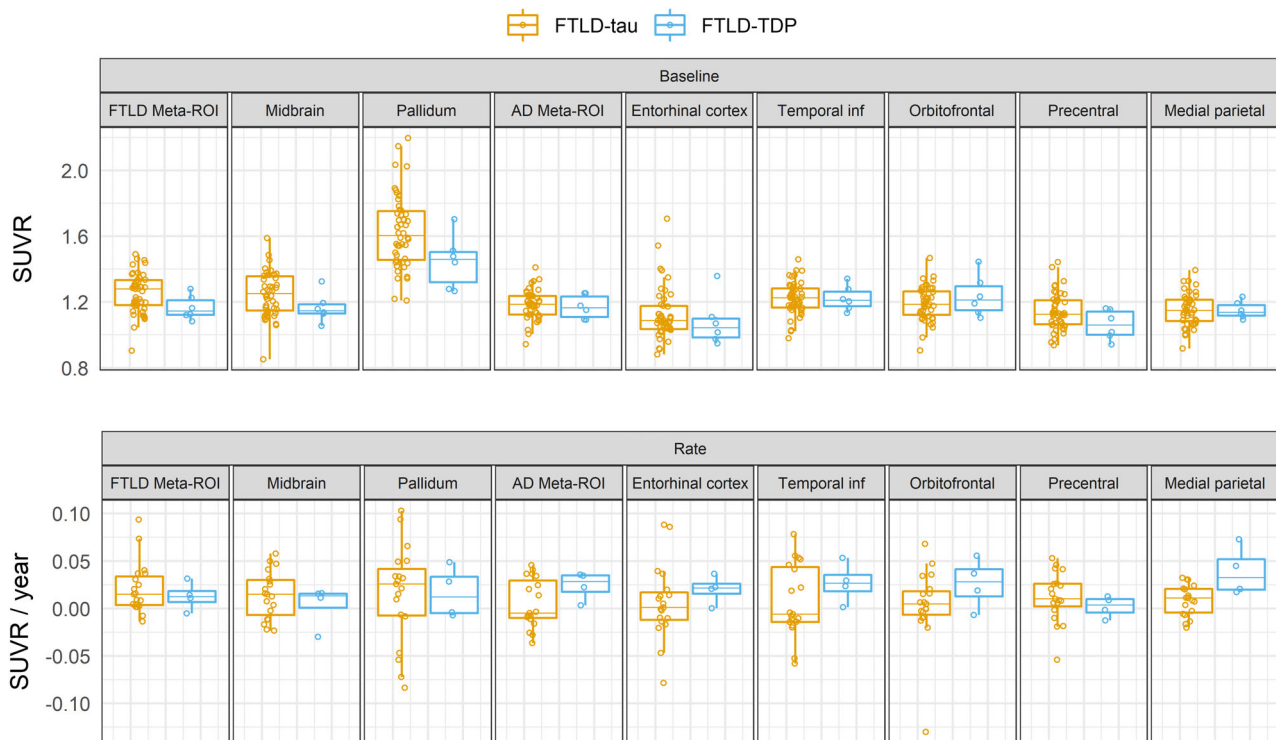 FTLD-tau FTLD-TDP
Baseline
FTLD Meta-ROI Midbrain Pallidum AD Meta-ROI Entorhinal cortex Temporal inf Orbitofrontal Precentral Medial parietal
SUVR
2.0
1.6
1.2
0.8
Rate
FTLD Meta-ROI Midbrain Pallidum AD Meta-ROI Entorhinal cortex Temporal inf Orbitofrontal Precentral Medial parietal
SUVR / year
0.10
0.05
0.00
-0.05
-0.10